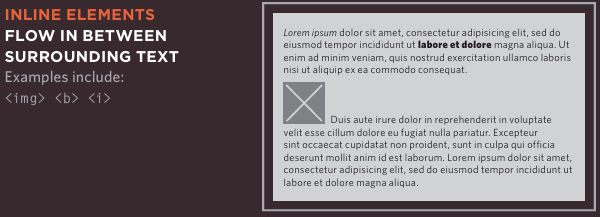 INLINE ELEMENTS
FLOW IN BETWEEN
SURROUNDING TEXT
Examples include:
<img> <b> <i>
Lorem ipsum dolor sit amet, consectetur adipisicing elit, sed do
eiusmod tempor incididunt ut labore et dolore magna aliqua. Ut
enim ad minim veniam, quis nostrud exercitation ullamco laboris
nisi ut aliquip ex ea commodo consequat.
Duis aute irure dolor in reprehenderit in voluptate
velit esse cillum dolore eu fugiat nulla pariatur. Excepteur
sint occaecat cupidatat non proident, sunt in culpa qui officia
deserunt mollit anim id est laborum. Lorem ipsum dolor sit amet,
consectetur adipisicing elit, sed do eiusmod tempor incididunt ut
labore et dolore magna aliqua.